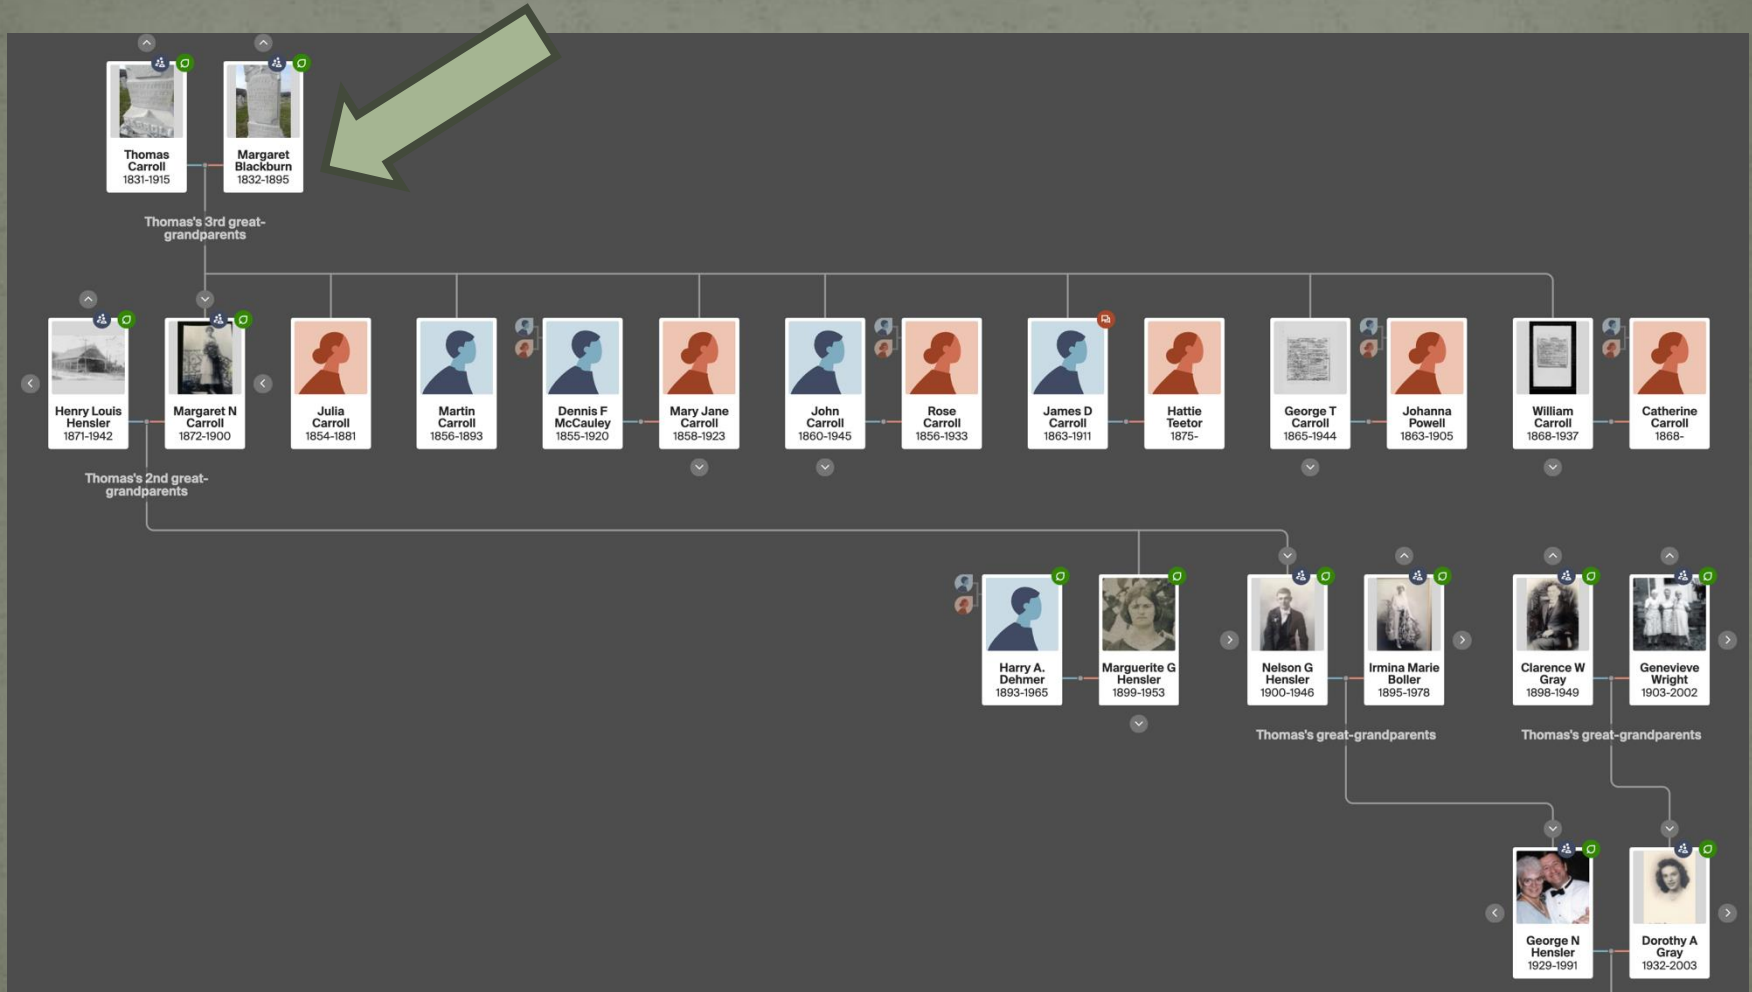 Thomas
Carroll
1831-1915
Margaret
Blackburn
1832-1895
Thomas's 3rd great-
grandparents
Henry Louis
Hensler
1871-1942
Margaret N
Carroll
1872-1900
Julia
Carroll
1854-1881
Martin
Carroll
1856-1893
Dennis F
McCauley
1855-1920
Mary Jane
Carroll
1858-1923
John
Carroll
1860-1945
Rose
Carroll
1856-1933
James D
Carroll
1863-1911
Hattie
Teetor
1875-
George T
Carroll
1865-1944
Johanna
Powell
1863-1905
William
Carroll
1868-1937
Catherine
Carroll
1868-
Thomas's 2nd great-
grandparents
Harry A.
Dehmer
1893-1965
Marguerite G
Hensler
1899-1953
Nelson G
Hensler
1900-1946
Irmina Marie
Boller
1895-1978
Clarence W
Gray
1898-1949
Genevieve
Wright
1903-2002
Thomas's great-grandparents
Thomas's great-grandparents
George N
Hensler
1929-1991
Dorothy A
Gray
1932-2003